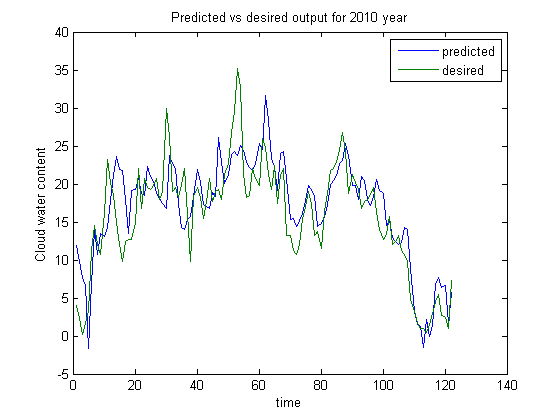 Predicted vs desired output for 2010 year
40
35
30
25
20
15
10
5
0
-5
Cloud water content
predicted
desired
0 20 40 60 80 100 120 140
time